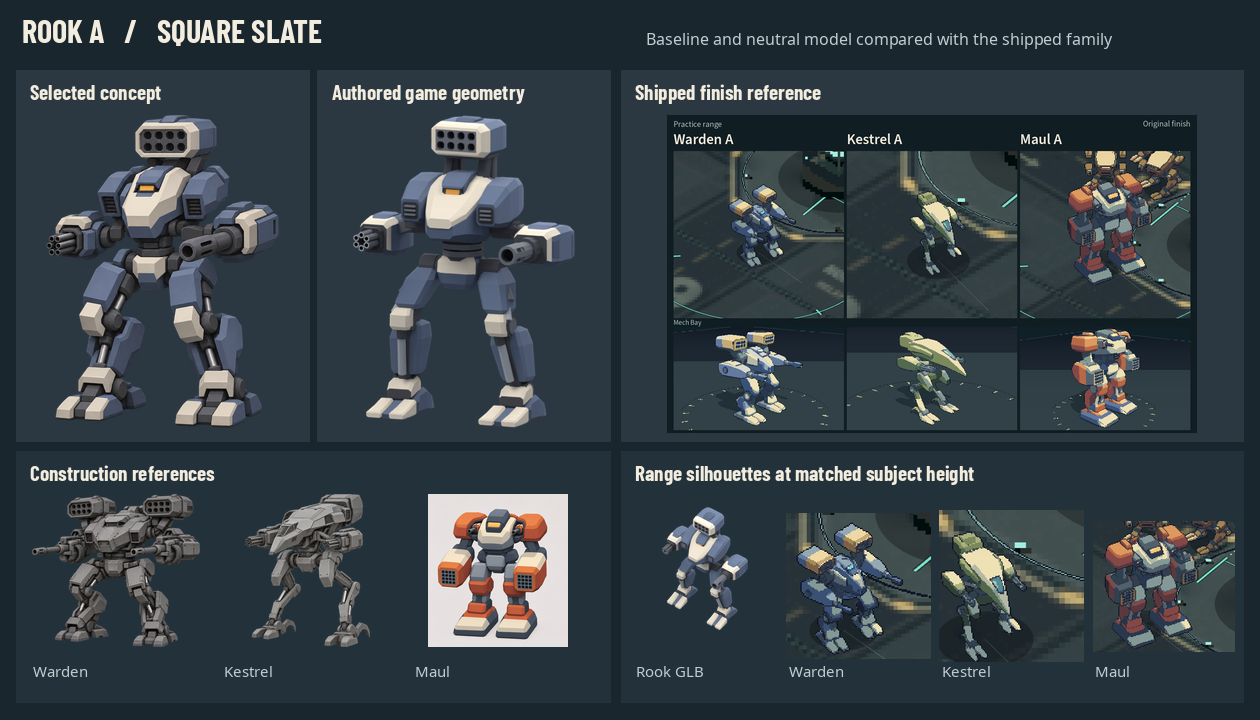 ROOK A / SQUARE SLATE
Baseline and neutral model compared with the shipped family
Selected concept
Authored game geometry
Shipped finish reference
Practice range
Original finish
Warden A
Kestrel A
Maul A
Mech Bay
Construction references
Warden
Kestrel
Maul
Range silhouettes at matched subject height
Rook GLB
Warden
Kestrel
Maul